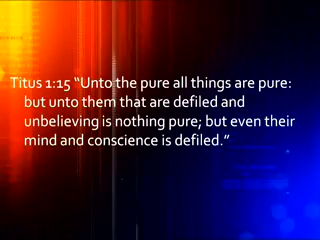 Titus 1:15 “Unto the pure all things are pure:
but unto them that are defiled and
unbelieving is nothing pure; but even their
mind and conscience is defiled.”